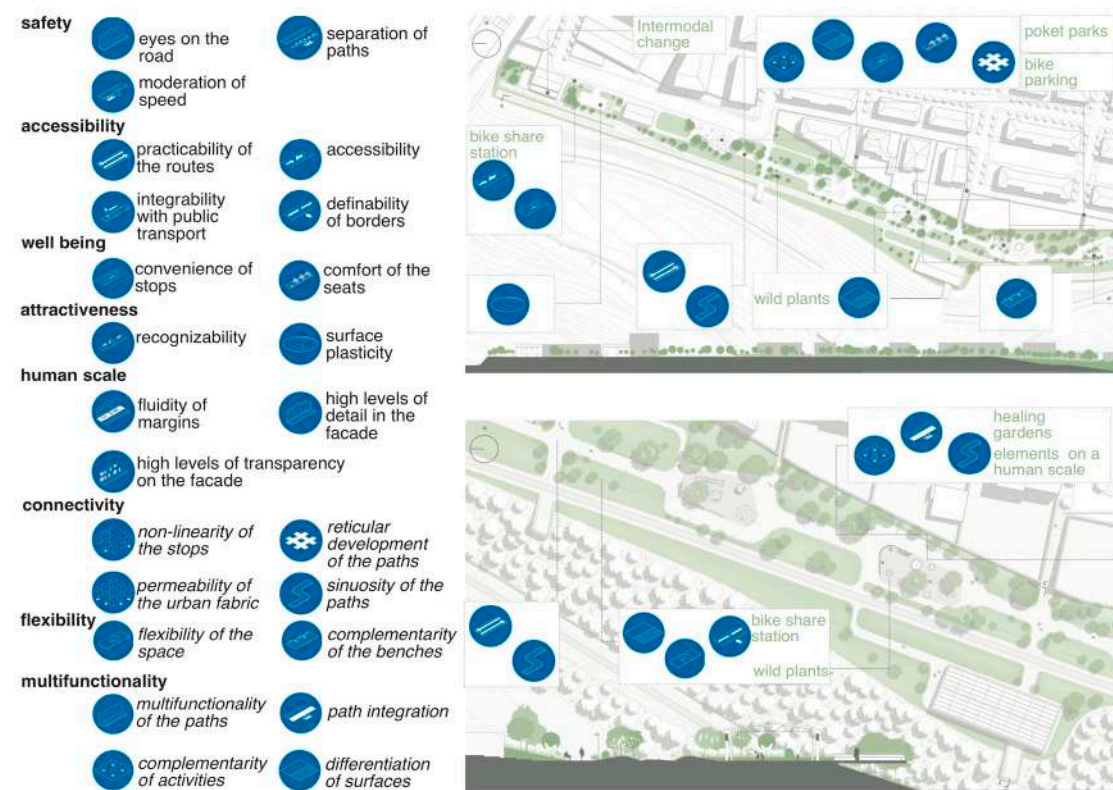 safety
eyes on the
road
separation of
paths
moderation of
speed
accessibility
practicability of
the routes
accessibility
integrability
with public
transport
definability
of borders
well being
convenience of
stops
comfort of the
seats
attractiveness
recognizability
surface
plasticity
human scale
fluidity of
margins
high levels of
detail in the
facade
high levels of transparency
on the facade
connectivity
non-linearity of
the stops
reticular
development
of the paths
permeability of
the urban fabric
sinuosity of the
paths
flexibility
flexibility of the
space
complementarity
of the benches
multifunctionality
multifunctionality
of the paths
path integration
complementarity
of activities
differentiation
of surfaces
Intermodal
change
poket parks
bike
parking
bike share
station
wild plants
healing
gardens
elements on a
human scale
bike share
station
wild plants